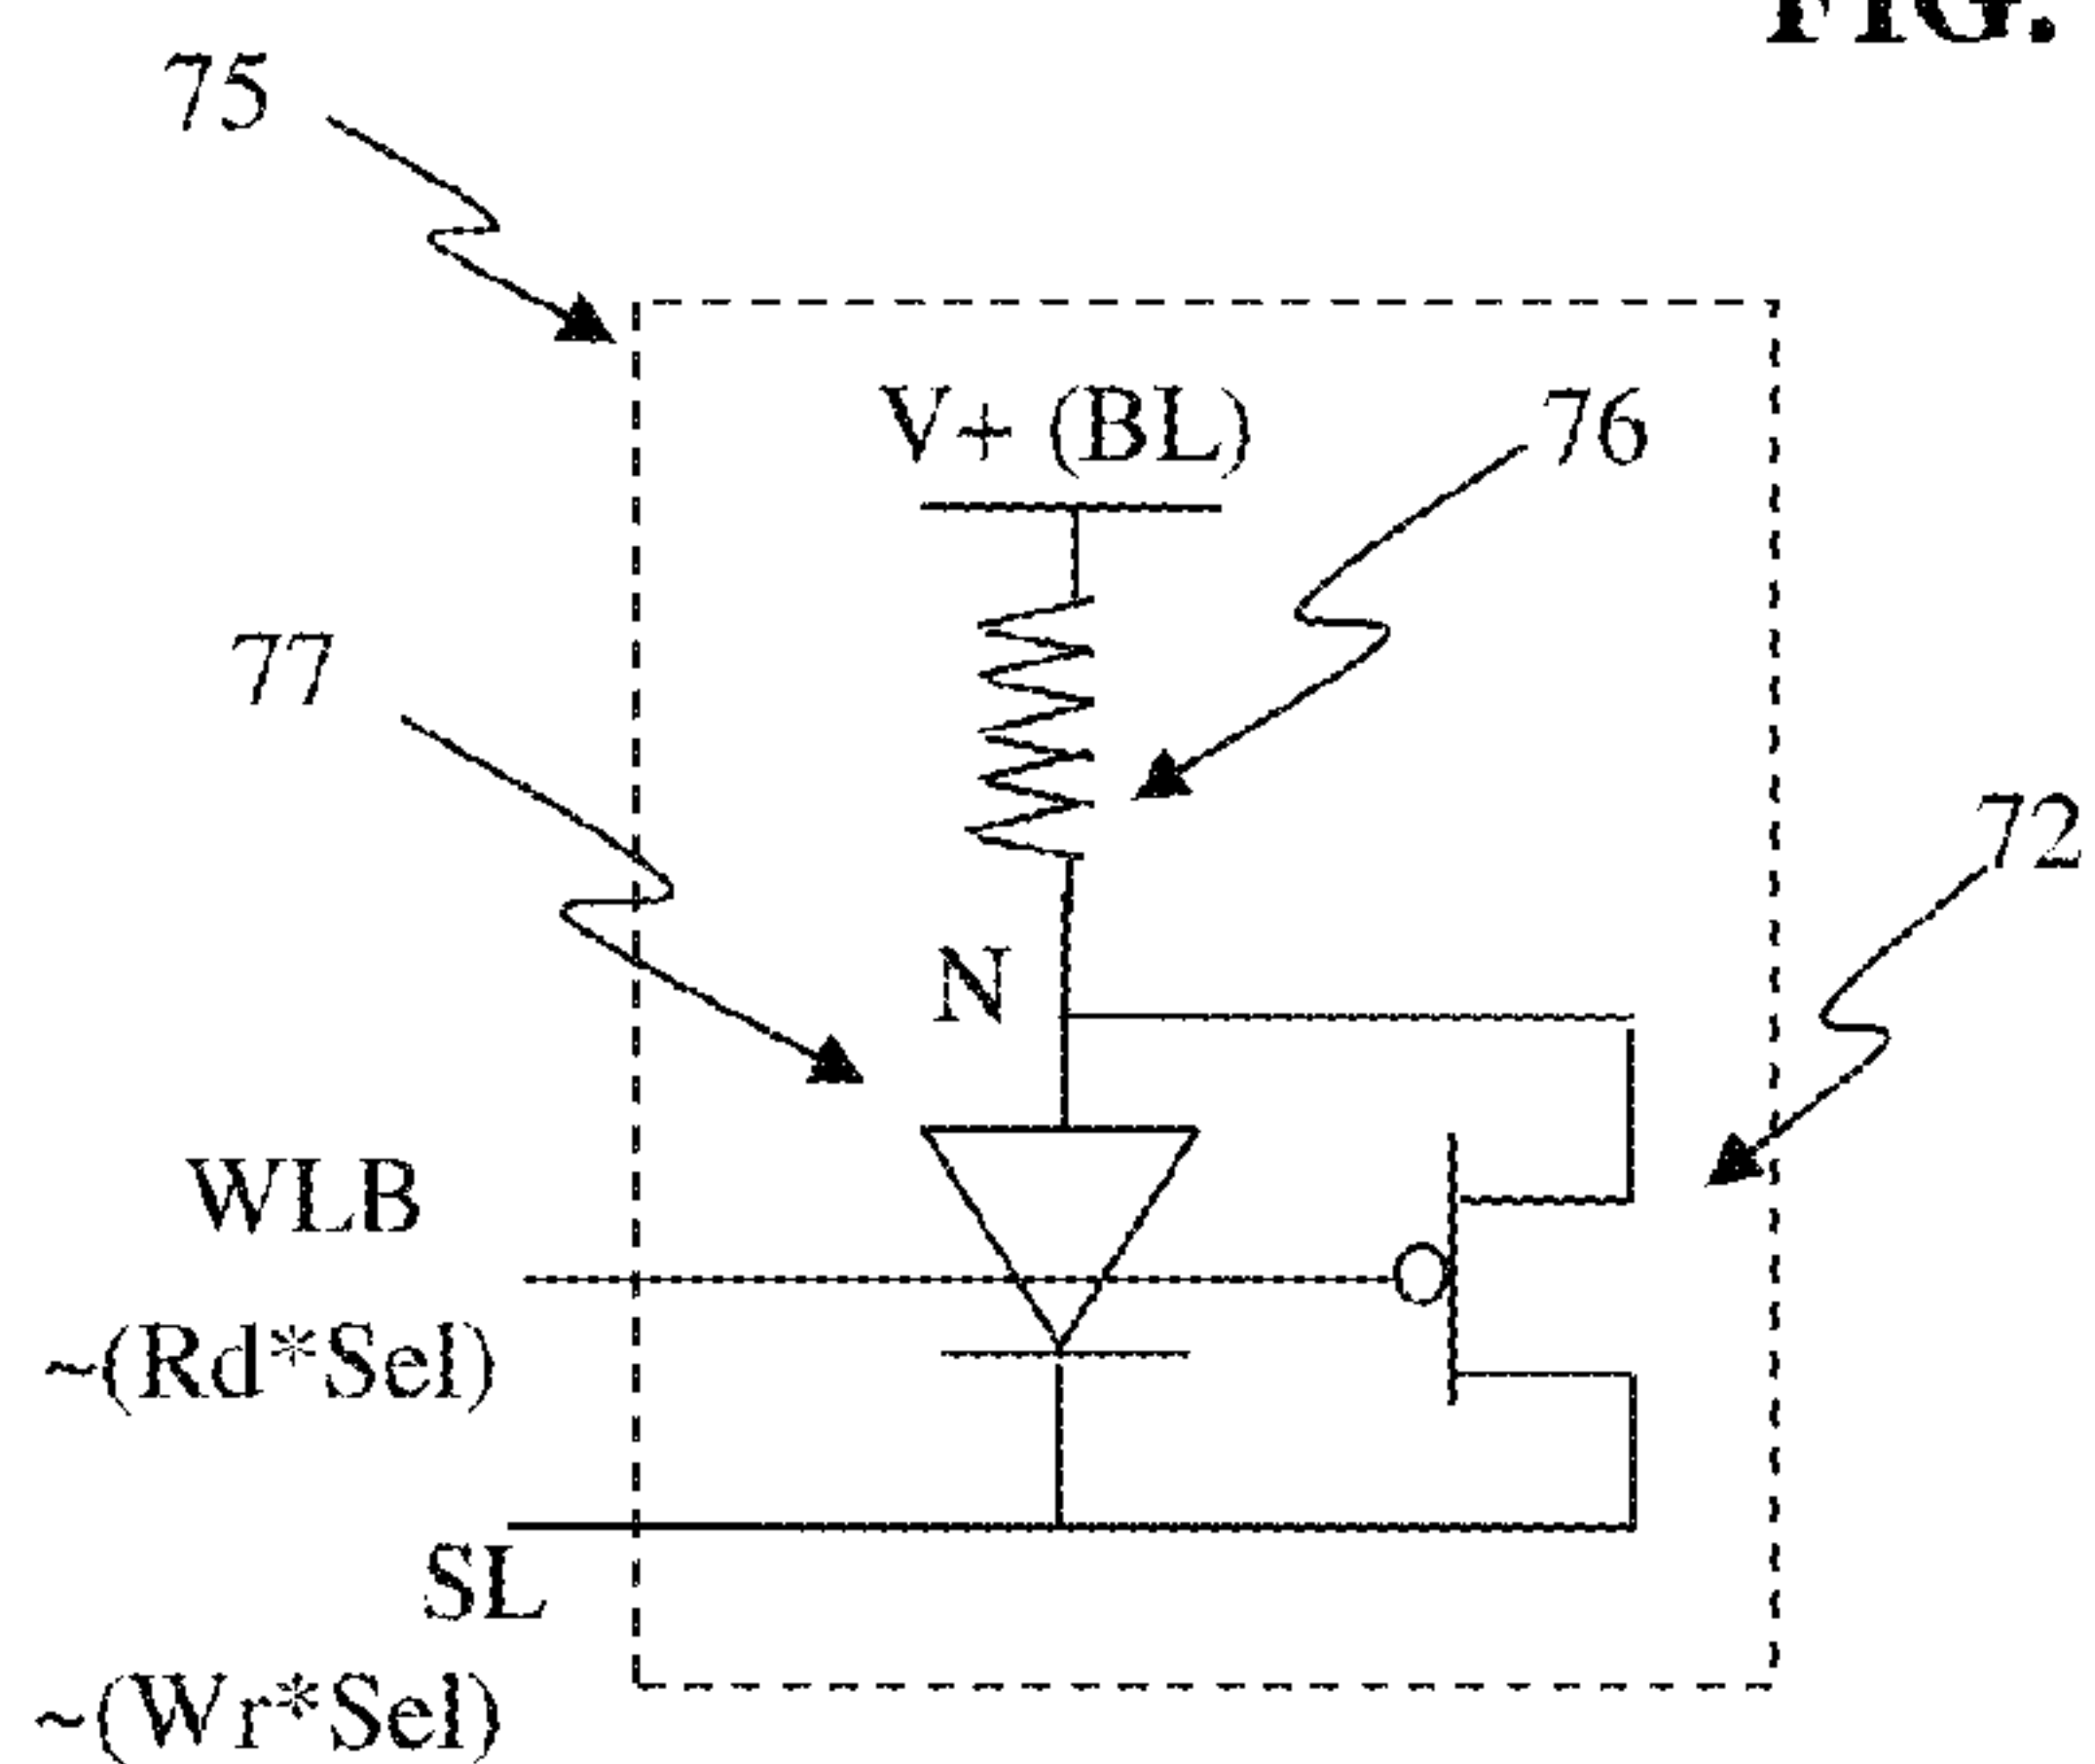 FIG.
75
V+ (BL)
76
77
72
N
WLB
~(Rd*Sel)
SL
~(Wr*Sel)